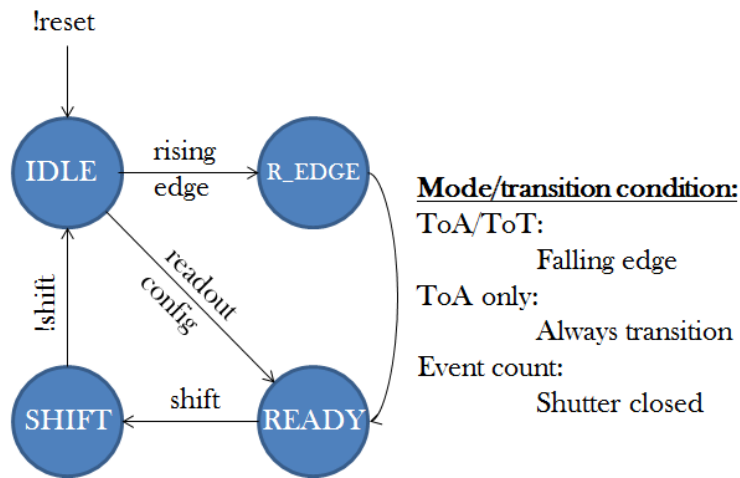 !reset
IDLE
rising
edge
R_EDGE
readout
config
!shift
SHIFT
shift
READY
Mode/transition condition:
ToA/ToT:
Falling edge
ToA only:
Always transition
Event count:
Shutter closed